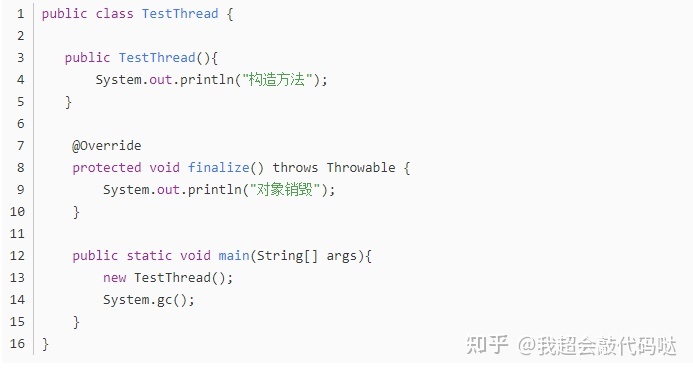 1 public class TestThread {
2
3    public TestThread(){
4        System.out.println("构造方法");
5    }
6
7     @Override
8     protected void finalize() throws Throwable {
9         System.out.println("对象销毁");
10     }
11
12     public static void main(String[] args){
13         new TestThread();
14         System.gc();
15     }
16 }
知乎 @我超会敲代码哒